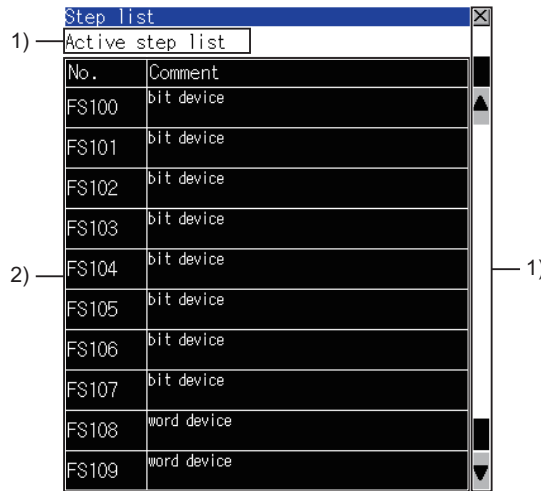 Step list
1) Active step list
No. Comment
FS100 bit device
FS101 bit device
FS102 bit device
FS103 bit device
2) FS104 bit device 1)
FS105 bit device
FS106 bit device
FS107 bit device
FS108 word device
FS109 word device